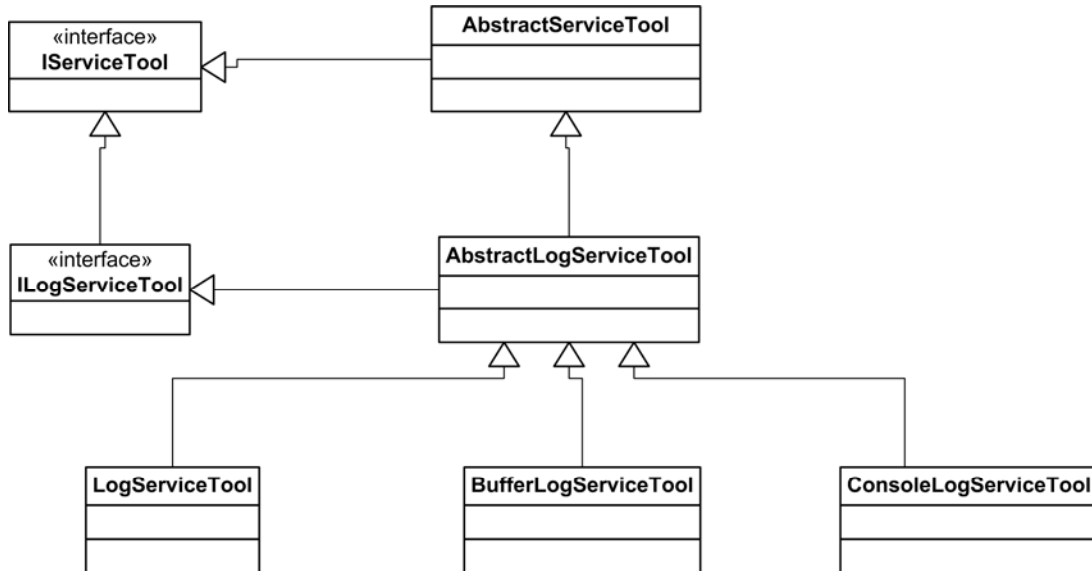 «interface»
IServiceTool
AbstractServiceTool
«interface»
ILogServiceTool
AbstractLogServiceTool
LogServiceTool
BufferLogServiceTool
ConsoleLogServiceTool